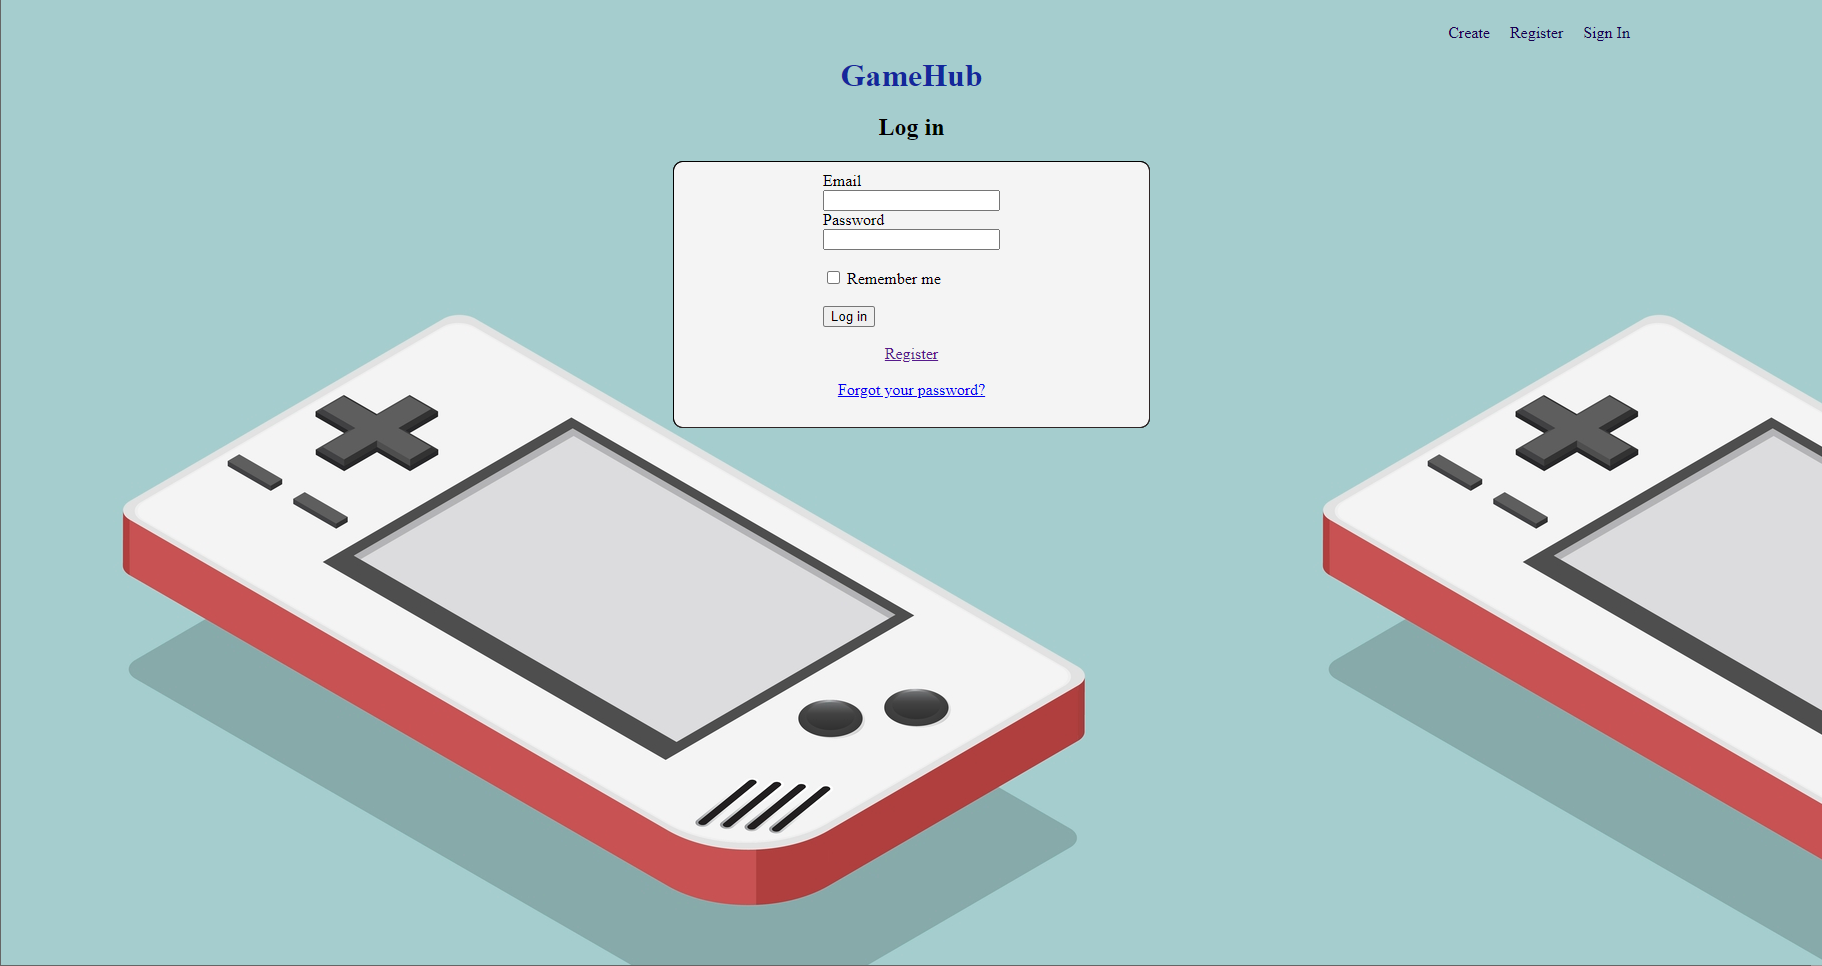 Create Register Sign In
GameHub
Log in
Email
Password
Remember me
Log in
Register
Forgot your password?